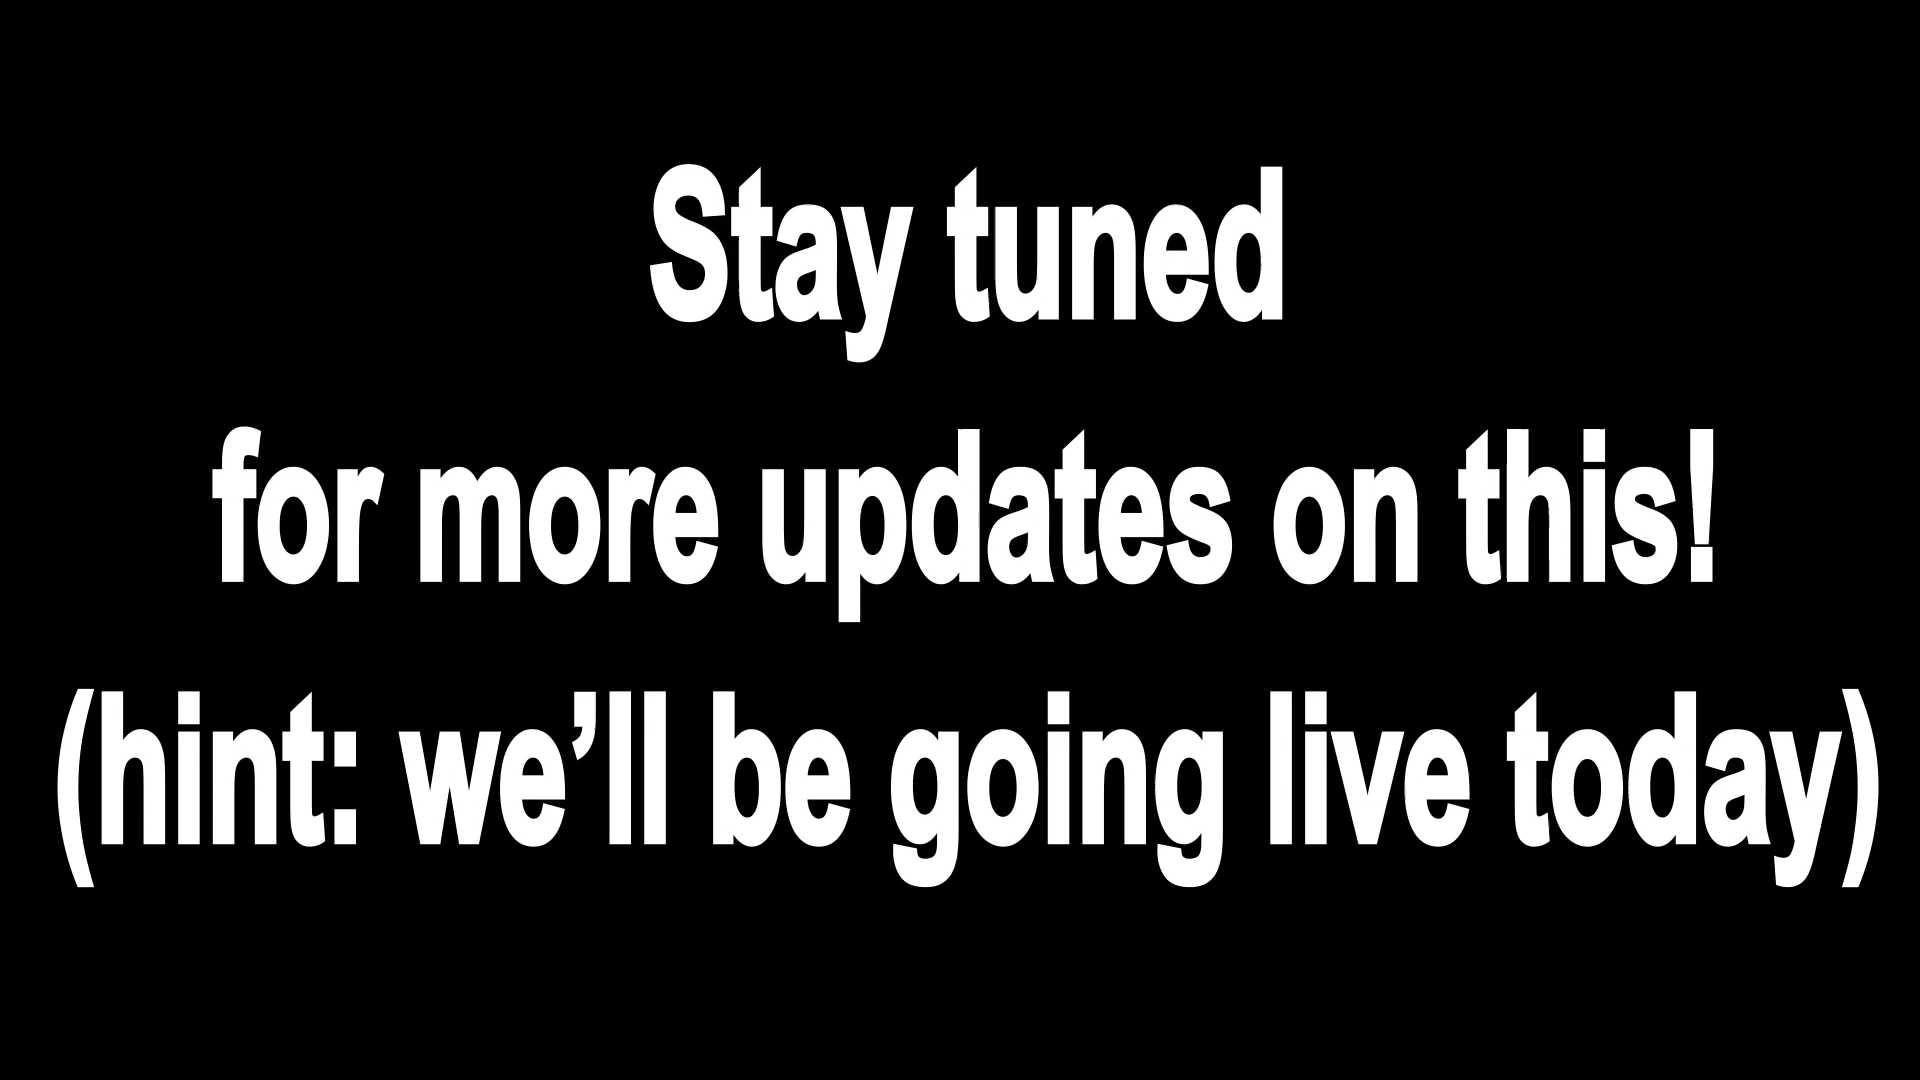 Stay tuned
for more updates on this!
(hint: we’ll be going live today)